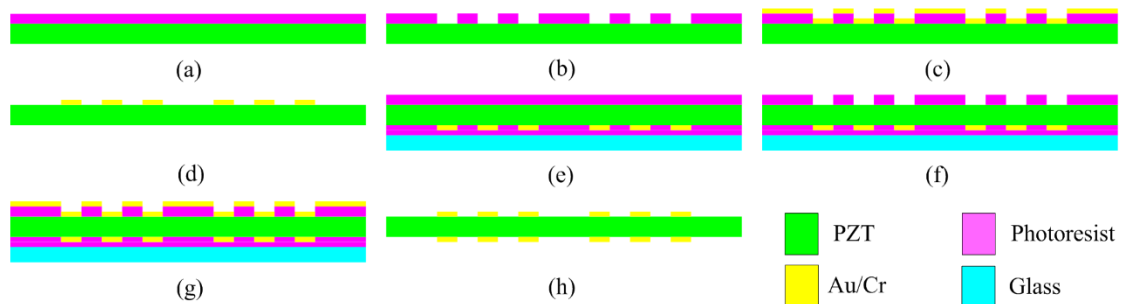 (a)
(b)
(c)
(d)
(e)
(f)
(g)
(h)
PZT
Photoresist
Au/Cr
Glass